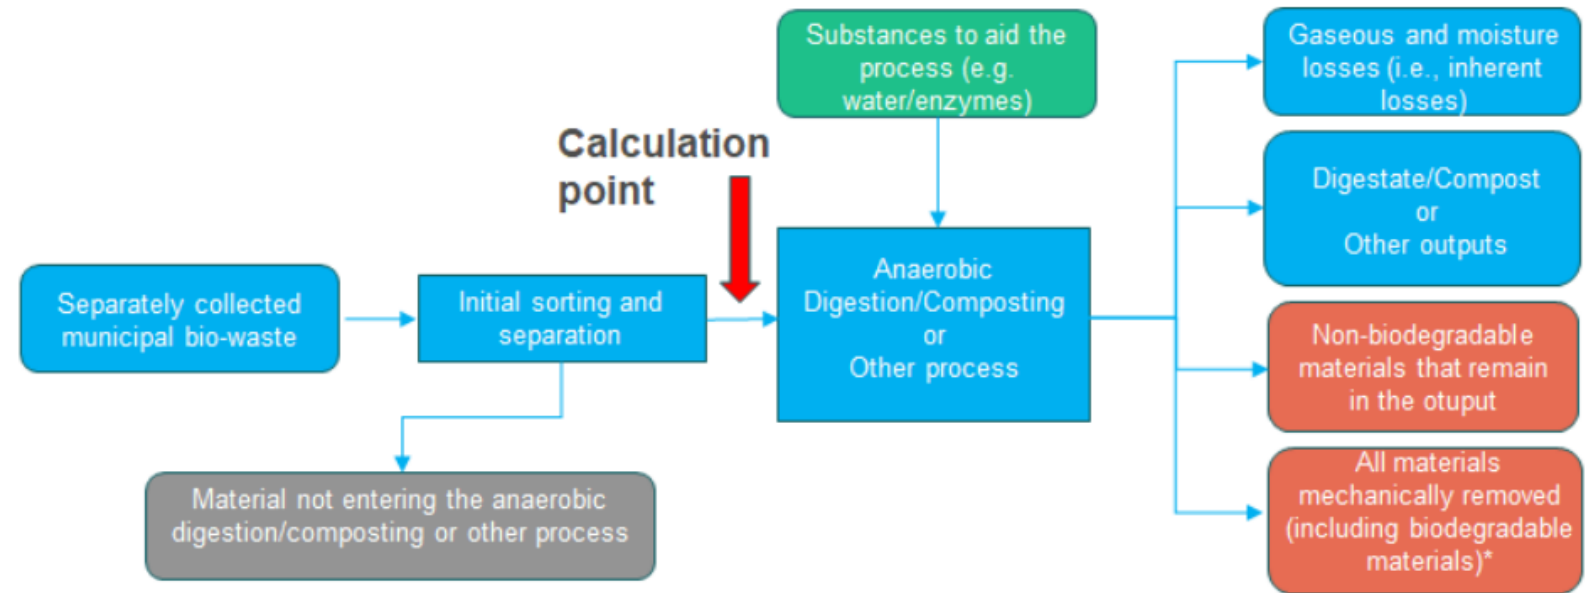 Substances to aid the
process (e.g.
water/enzymes)
Gaseous and moisture
losses (i.e., inherent
losses)
Calculation
point
Digestate/Compost
or
Other outputs
Separately collected
municipal bio-waste
Initial sorting and
separation
Anaerobic
Digestion/Composting
or
Other process
Non-biodegradable
materials that remain
in the otuput
Material not entering the anaerobic
digestion/composting or other process
All materials
mechanically removed
(including biodegradable
materials)*